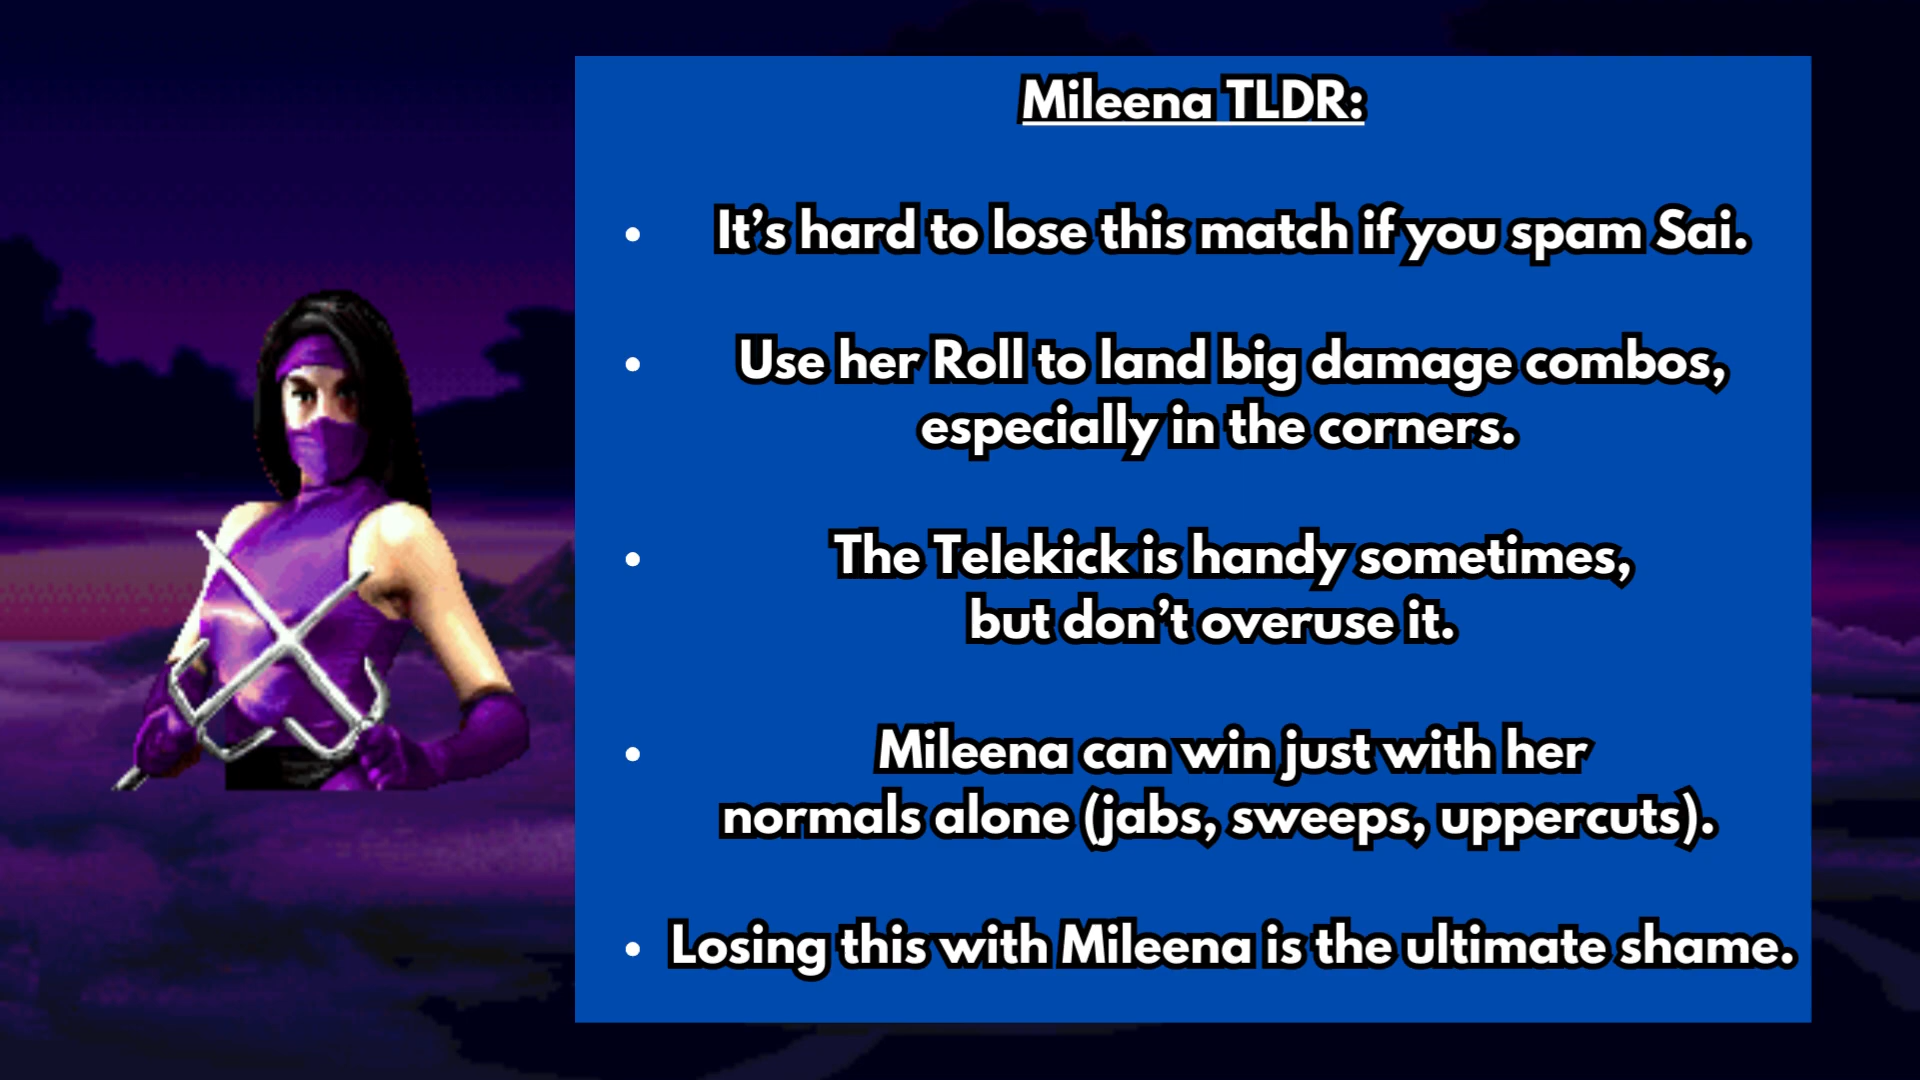 Mileena TLDR:
• It’s hard to lose this match if you spam Sai.
• Use her Roll to land big damage combos,
especially in the corners.
• The Telekick is handy sometimes,
but don’t overuse it.
• Mileena can win just with her
normals alone (jabs, sweeps, uppercuts).
• Losing this with Mileena is the ultimate shame.